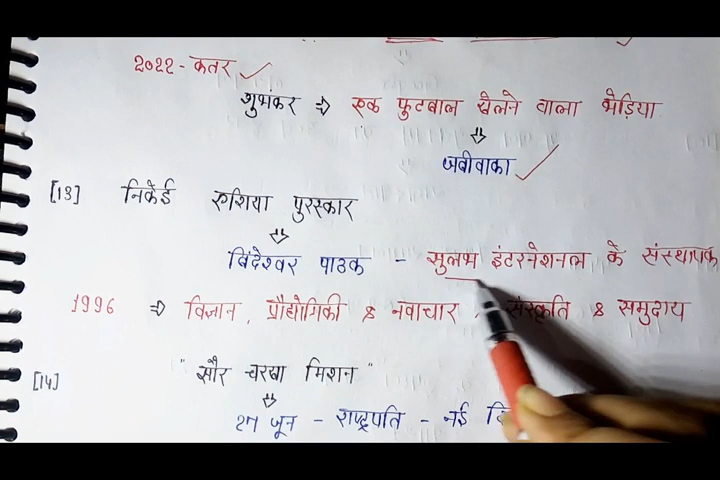 2022 - कतर
शुभंकर ⇒ एक फुटबाल खेलने वाला भेड़िया
जबीवाका
[13] निकेई एशिया पुरस्कार
बिंदेश्वर पाठक - सुलभ इंटरनेशनल के संस्थापक
1996 ⇒ विज्ञान, प्रौद्योगिकी & नवाचार, संस्कृति & समुदाय
[14] "सौर चरखा मिशन"
27 जून - राष्ट्रपति - नई